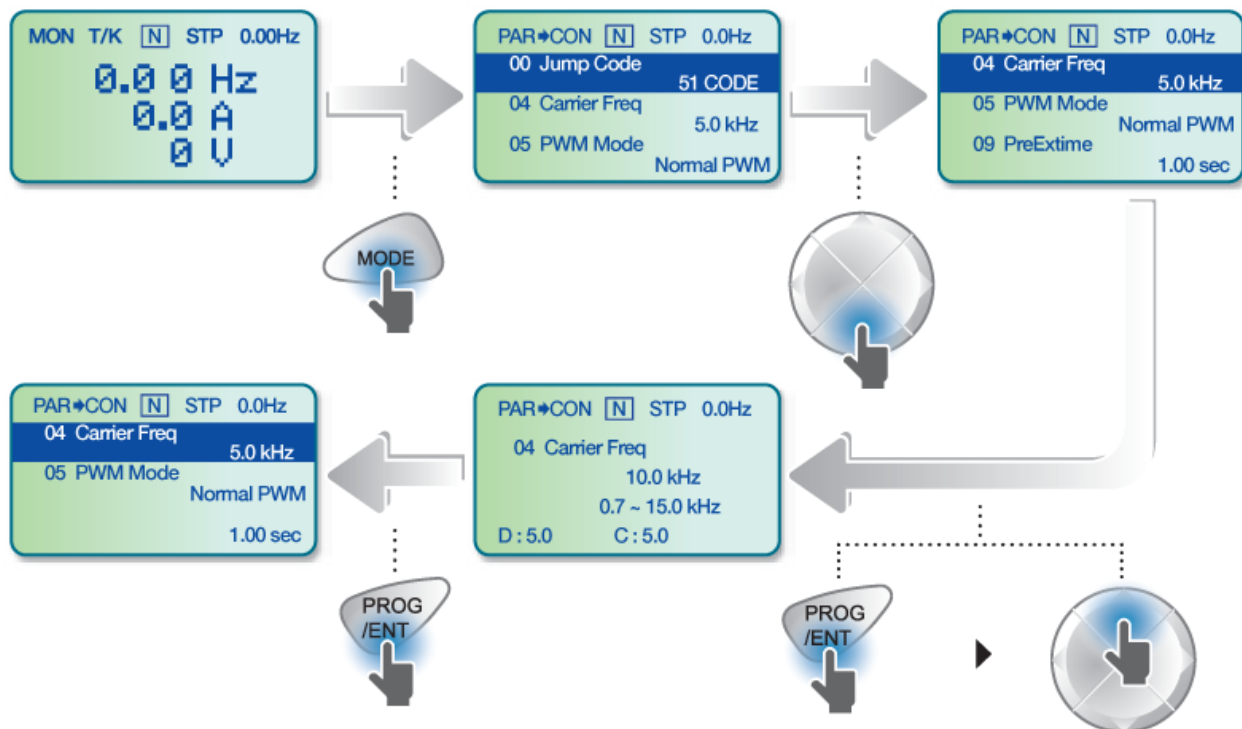 MON T/K N STP 0.00Hz
0.0 0 Hz
0.0 A
0 V
PAR→CON N STP 0.0Hz
00 Jump Code
51 CODE
04 Carrier Freq
5.0 kHz
05 PWM Mode
Normal PWM
PAR→CON N STP 0.0Hz
04 Carrier Freq
5.0 kHz
05 PWM Mode
Normal PWM
09 PreExtime
1.00 sec
MODE
PAR→CON N STP 0.0Hz
04 Carrier Freq
5.0 kHz
05 PWM Mode
Normal PWM
1.00 sec
PAR→CON N STP 0.0Hz
04 Carrier Freq
10.0 kHz
0.7 ~ 15.0 kHz
D : 5.0 C : 5.0
PROG
/ENT
PROG
/ENT